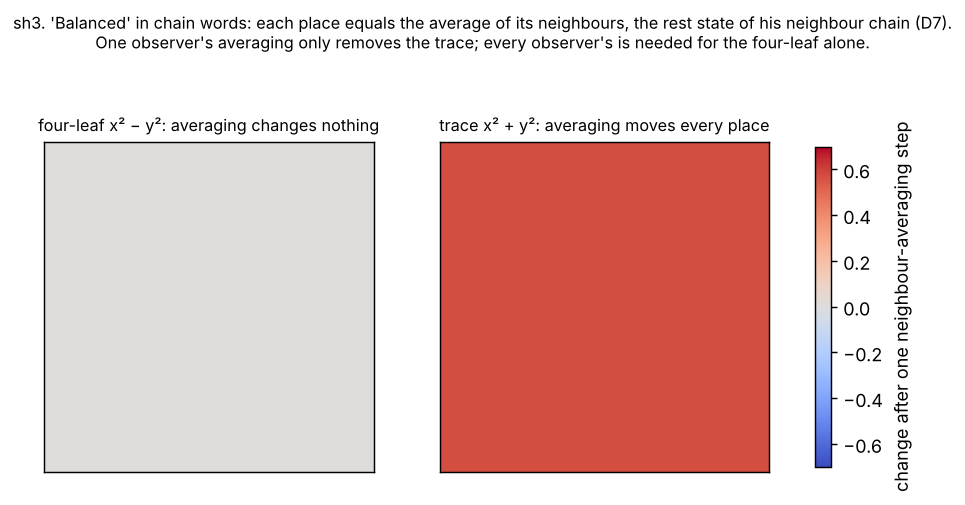 sh3. 'Balanced' in chain words: each place equals the average of its neighbours, the rest state of his neighbour chain (D7).
One observer's averaging only removes the trace; every observer's is needed for the four-leaf alone.
four-leaf x² − y²: averaging changes nothing
trace x² + y²: averaging moves every place
0.6
0.4
0.2
0.0
−0.2
−0.4
−0.6
change after one neighbour-averaging step